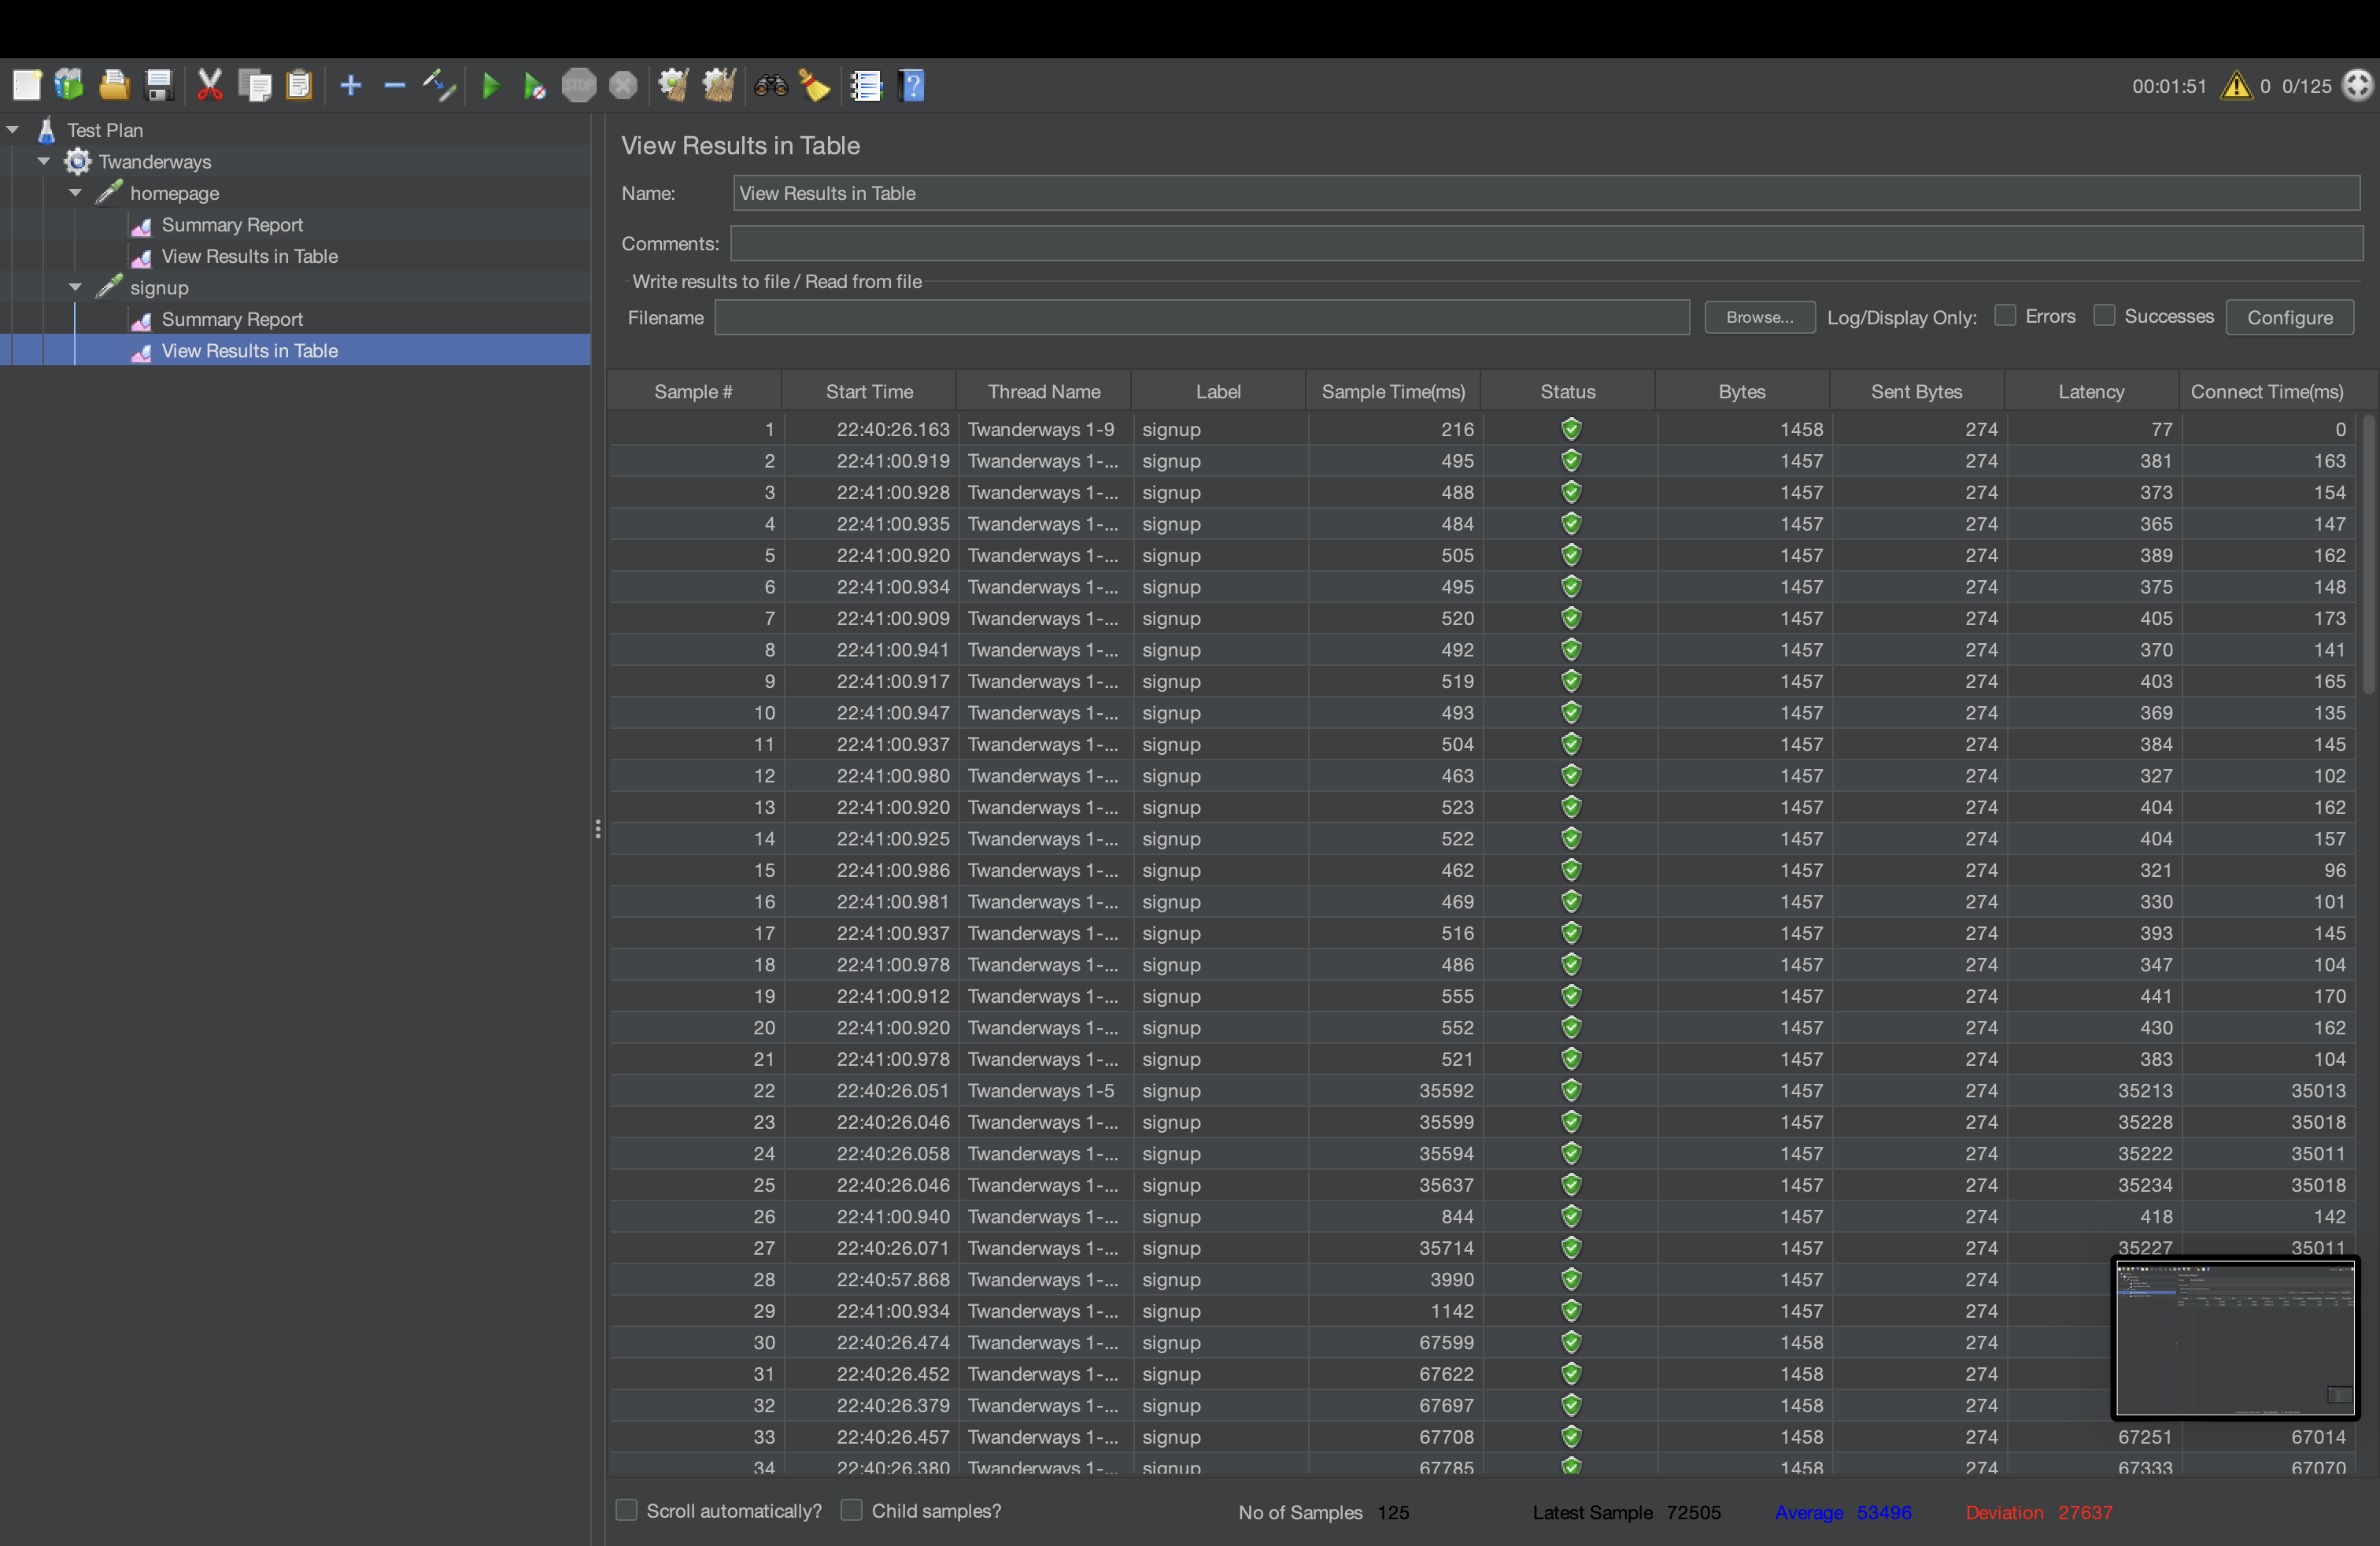 STOP
?
00:01:51 0 0/125
Test Plan
Twanderways
homepage
Summary Report
View Results in Table
signup
Summary Report
View Results in Table
View Results in Table
Name: View Results in Table
Comments:
Write results to file / Read from file
Filename Browse... Log/Display Only: Errors Successes Configure
Sample # Start Time Thread Name Label Sample Time(ms) Status Bytes Sent Bytes Latency Connect Time(ms)
1 22:40:26.163 Twanderways 1-9 signup 216 1458 274 77 0
2 22:41:00.919 Twanderways 1-... signup 495 1457 274 381 163
3 22:41:00.928 Twanderways 1-... signup 488 1457 274 373 154
4 22:41:00.935 Twanderways 1-... signup 484 1457 274 365 147
5 22:41:00.920 Twanderways 1-... signup 505 1457 274 389 162
6 22:41:00.934 Twanderways 1-... signup 495 1457 274 375 148
7 22:41:00.909 Twanderways 1-... signup 520 1457 274 405 173
8 22:41:00.941 Twanderways 1-... signup 492 1457 274 370 141
9 22:41:00.917 Twanderways 1-... signup 519 1457 274 403 165
10 22:41:00.947 Twanderways 1-... signup 493 1457 274 369 135
11 22:41:00.937 Twanderways 1-... signup 504 1457 274 384 145
12 22:41:00.980 Twanderways 1-... signup 463 1457 274 327 102
13 22:41:00.920 Twanderways 1-... signup 523 1457 274 404 162
14 22:41:00.925 Twanderways 1-... signup 522 1457 274 404 157
15 22:41:00.986 Twanderways 1-... signup 462 1457 274 321 96
16 22:41:00.981 Twanderways 1-... signup 469 1457 274 330 101
17 22:41:00.937 Twanderways 1-... signup 516 1457 274 393 145
18 22:41:00.978 Twanderways 1-... signup 486 1457 274 347 104
19 22:41:00.912 Twanderways 1-... signup 555 1457 274 441 170
20 22:41:00.920 Twanderways 1-... signup 552 1457 274 430 162
21 22:41:00.978 Twanderways 1-... signup 521 1457 274 383 104
22 22:40:26.051 Twanderways 1-5 signup 35592 1457 274 35213 35013
23 22:40:26.046 Twanderways 1-... signup 35599 1457 274 35228 35018
24 22:40:26.058 Twanderways 1-... signup 35594 1457 274 35222 35011
25 22:40:26.046 Twanderways 1-... signup 35637 1457 274 35234 35018
26 22:41:00.940 Twanderways 1-... signup 844 1457 274 418 142
27 22:40:26.071 Twanderways 1-... signup 35714 1457 274 35227 35011
28 22:40:57.868 Twanderways 1-... signup 3990 1457 274
29 22:41:00.934 Twanderways 1-... signup 1142 1457 274
30 22:40:26.474 Twanderways 1-... signup 67599 1458 274
31 22:40:26.452 Twanderways 1-... signup 67622 1458 274
32 22:40:26.379 Twanderways 1-... signup 67697 1458 274
33 22:40:26.457 Twanderways 1-... signup 67708 1458 274 67251 67014
34 22:40:26.380 Twanderways 1-... signup 67785 1458 274 67333 67070
Scroll automatically? Child samples? No of Samples 125 Latest Sample 72505 Average 53496 Deviation 27637